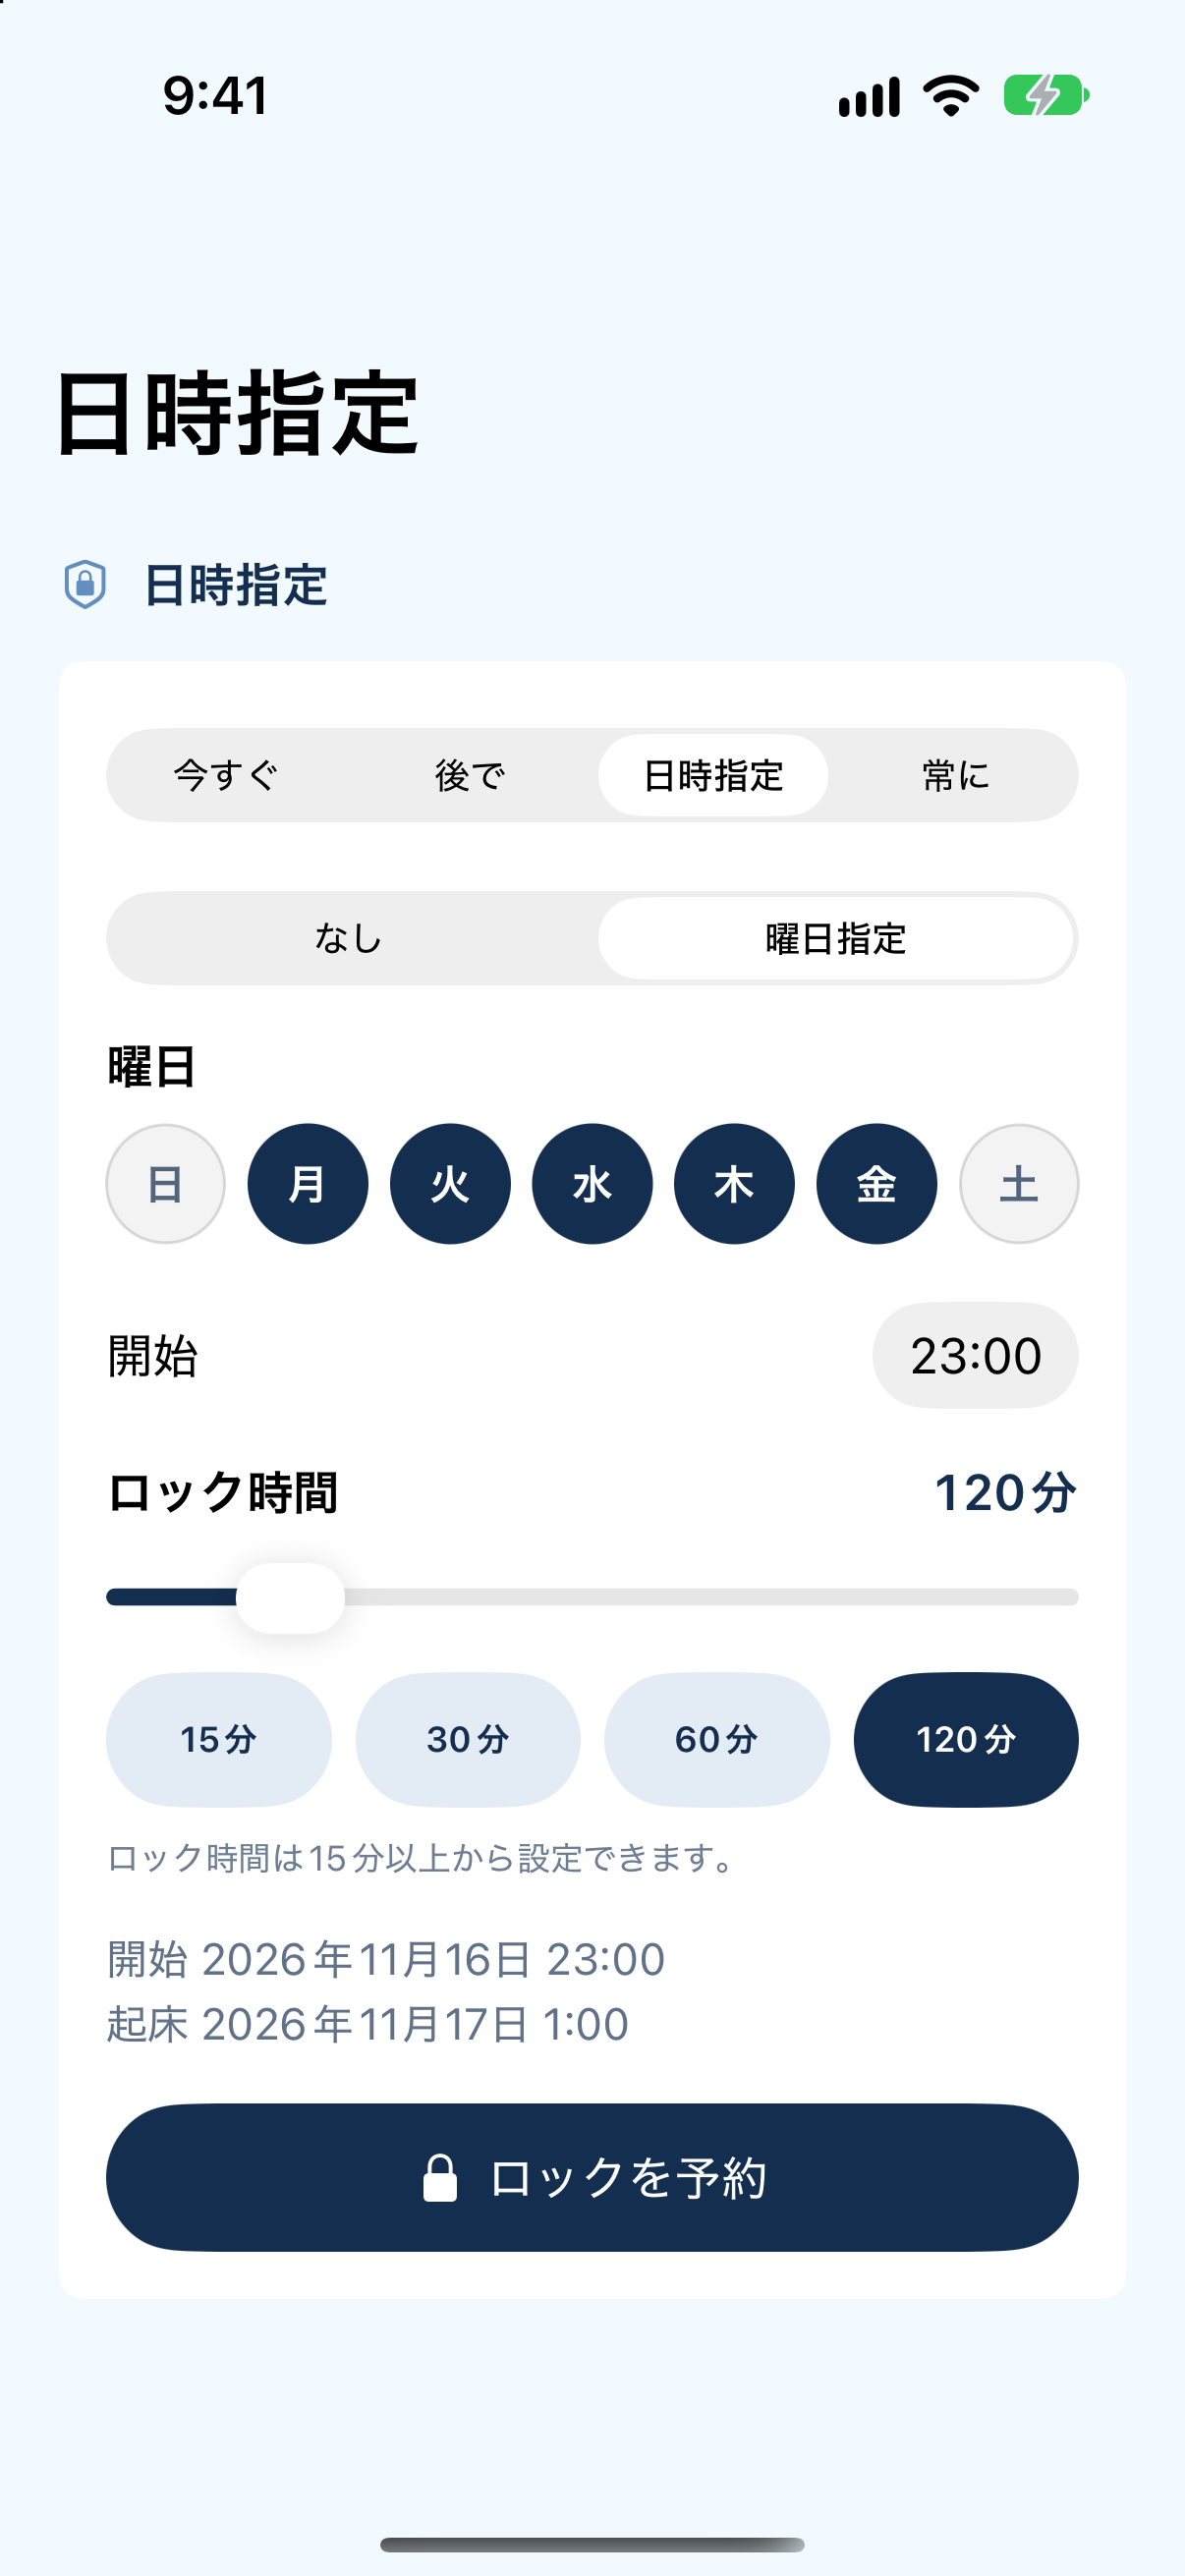 9:41
日時指定
日時指定
今すぐ 後で 日時指定 常に
なし 曜日指定
曜日
日 月 火 水 木 金 土
開始 23:00
ロック時間 120分
15分 30分 60分 120分
ロック時間は15分以上から設定できます。
開始 2026年11月16日 23:00
起床 2026年11月17日 1:00
ロックを予約